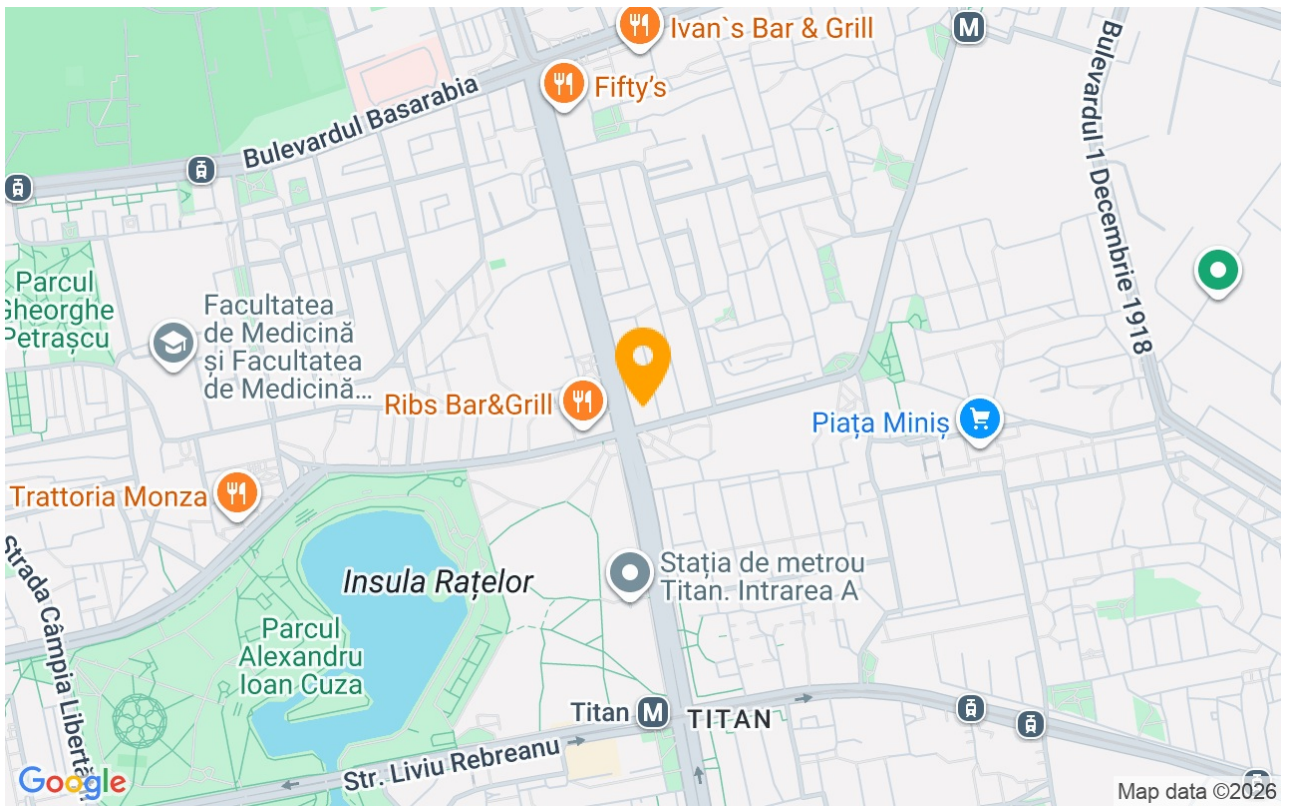 Ivan`s Bar & Grill
M
Fifty's
Bulevardul Basarabia
Bulevardul 1 Decembrie 1918
Parcul
Gheorghe
Petrașcu
Facultatea
de Medicină
și Facultatea
de Medicină...
Ribs Bar&Grill
Piața Miniș
Trattoria Monza
Strada Câmpia
Insula Rațelor
Stația de metrou
Titan. Intrarea A
Parcul
Alexandru
Ioan Cuza
Titan M
TITAN
Str. Liviu Rebreanu
Google
Map data ©2026